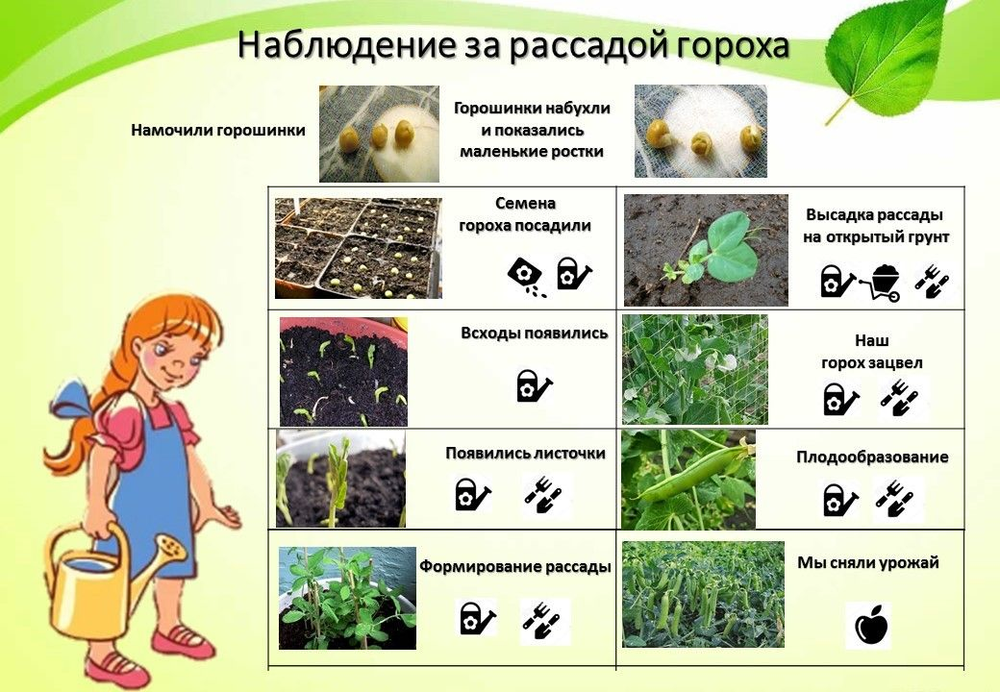 Наблюдение за рассадой гороха
Намочили горошинки
Горошинки набухли
и показались
маленькие ростки
Семена
гороха посадили
Высадка рассады
на открытый грунт
Всходы появились
Наш
горох зацвел
Появились листочки
Плодообразование
Формирование рассады
Мы сняли урожай